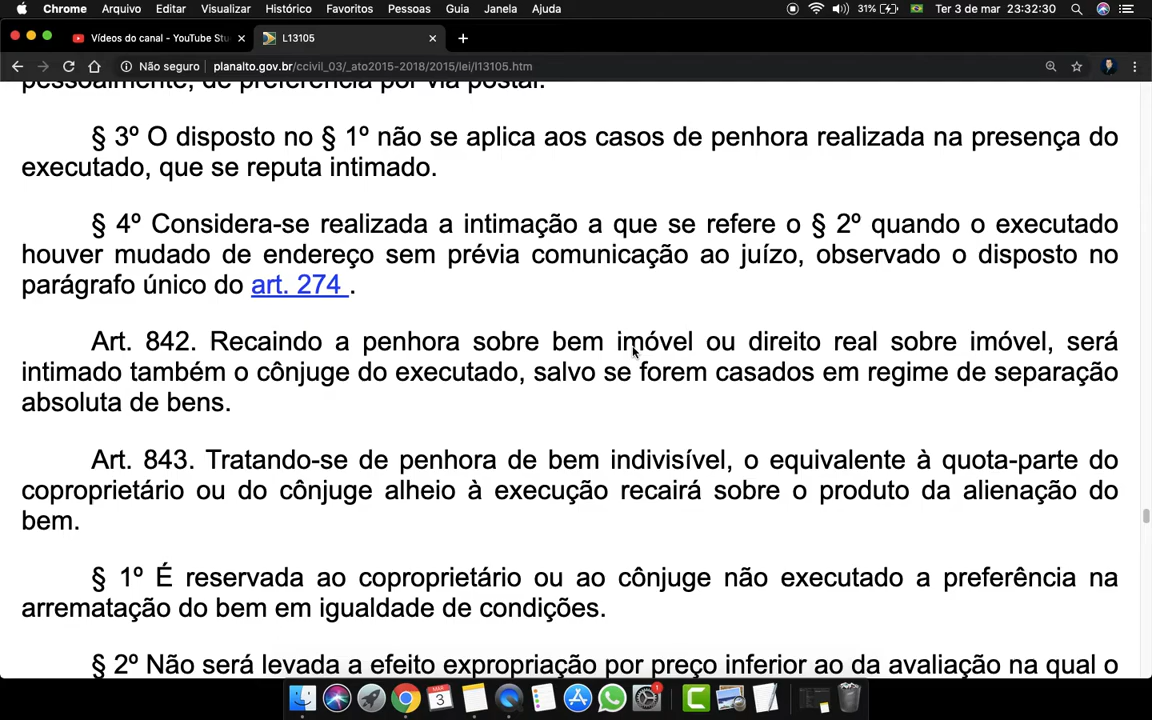 Chrome Arquivo Editar Visualizar Histórico Favoritos Pessoas Guia Janela Ajuda 31% Ter 3 de mar 23:32:30
Vídeos do canal - YouTube Stu L13105
Não seguro planalto.gov.br/ccivil_03/_ato2015-2018/2015/lei/l13105.htm
pessoalmente, de preferência por via postal.
§ 3º O disposto no § 1º não se aplica aos casos de penhora realizada na presença do
executado, que se reputa intimado.
§ 4º Considera-se realizada a intimação a que se refere o § 2º quando o executado
houver mudado de endereço sem prévia comunicação ao juízo, observado o disposto no
parágrafo único do art. 274 .
Art. 842. Recaindo a penhora sobre bem imóvel ou direito real sobre imóvel, será
intimado também o cônjuge do executado, salvo se forem casados em regime de separação
absoluta de bens.
Art. 843. Tratando-se de penhora de bem indivisível, o equivalente à quota-parte do
coproprietário ou do cônjuge alheio à execução recairá sobre o produto da alienação do
bem.
§ 1º É reservada ao coproprietário ou ao cônjuge não executado a preferência na
arrematação do bem em igualdade de condições.
§ 2º Não será levada a efeito expropriação por preço inferior ao da avaliação na qual o
MAR
3
1